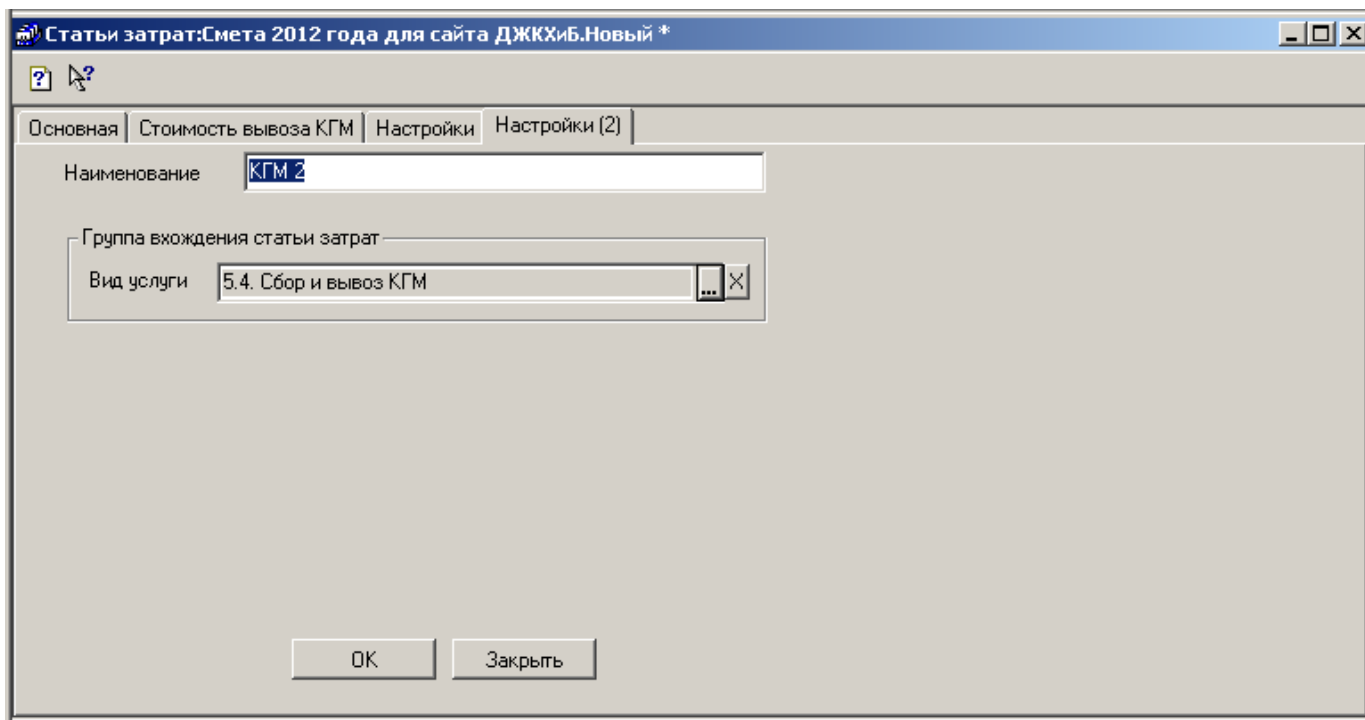 Статьи затрат:Смета 2012 года для сайта ДЖКХиБ.Новый *
Основная Стоимость вывоза КГМ Настройки Настройки (2)
Наименование КГМ 2
Группа вхождения статьи затрат
Вид услуги 5.4. Сбор и вывоз КГМ ... X
OK Закрыть